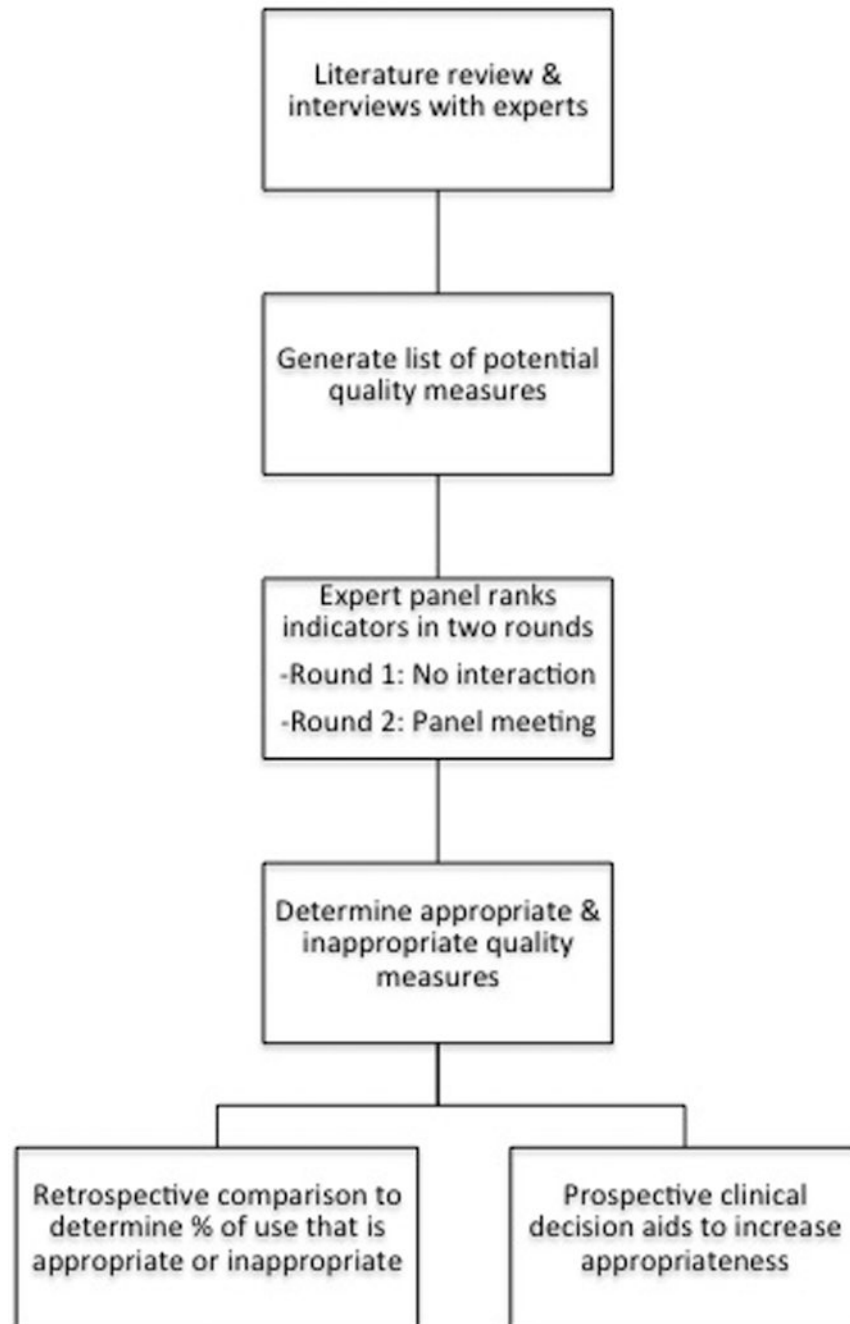 Literature review &
interviews with experts
Generate list of potential
quality measures
Expert panel ranks
indicators in two rounds
-Round 1: No interaction
-Round 2: Panel meeting
Determine appropriate &
inappropriate quality
measures
Retrospective comparison to
determine % of use that is
appropriate or inappropriate
Prospective clinical
decision aids to increase
appropriateness